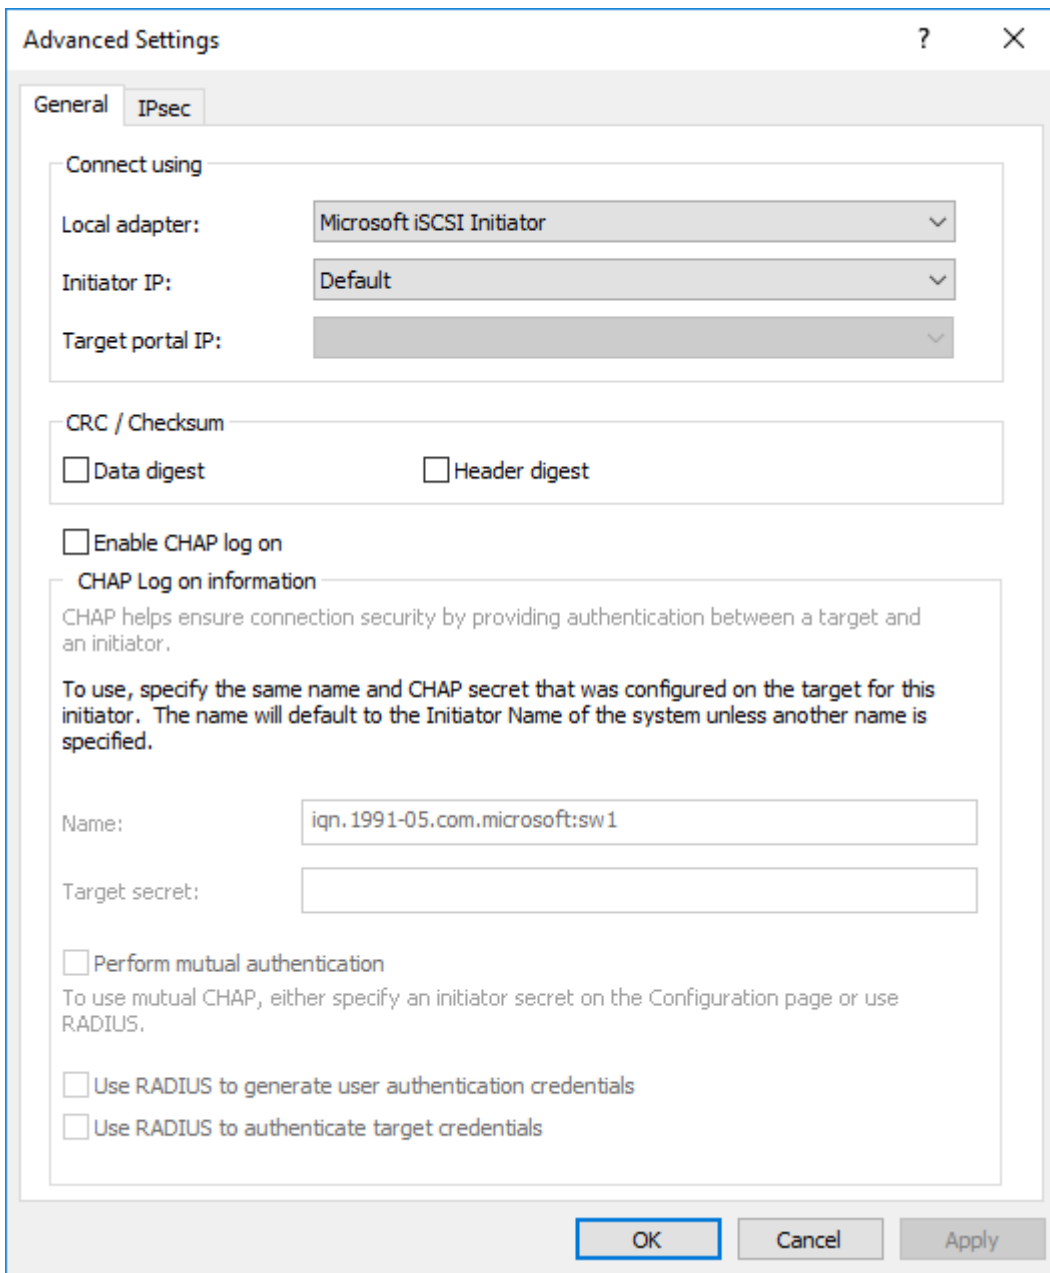 Advanced Settings
?
General
IPsec
Connect using
Local adapter:
Microsoft iSCSI Initiator
Initiator IP:
Default
Target portal IP:
CRC / Checksum
Data digest
Header digest
Enable CHAP log on
CHAP Log on information
CHAP helps ensure connection security by providing authentication between a target and
an initiator.
To use, specify the same name and CHAP secret that was configured on the target for this
initiator.  The name will default to the Initiator Name of the system unless another name is
specified.
Name:
iqn.1991-05.com.microsoft:sw1
Target secret:
Perform mutual authentication
To use mutual CHAP, either specify an initiator secret on the Configuration page or use
RADIUS.
Use RADIUS to generate user authentication credentials
Use RADIUS to authenticate target credentials
OK
Cancel
Apply